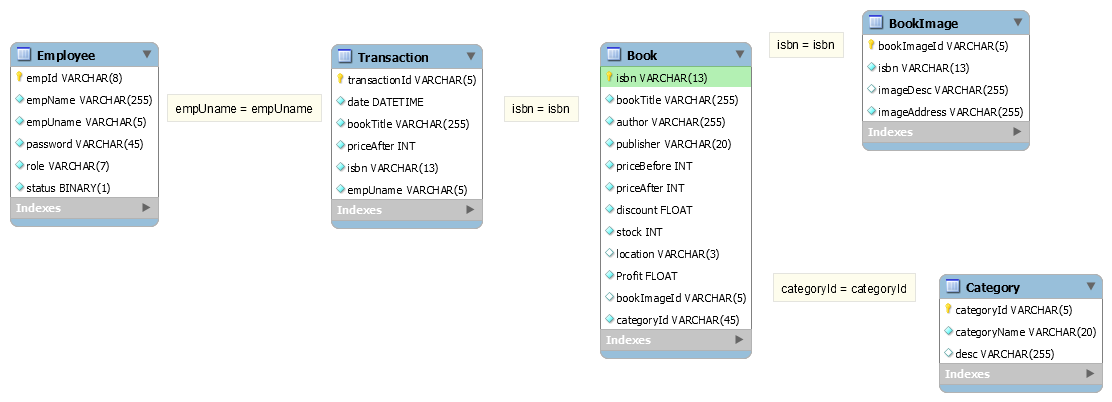 Employee
empId VARCHAR(8)
empName VARCHAR(255)
empUname VARCHAR(5)
password VARCHAR(45)
role VARCHAR(7)
status BINARY(1)
Indexes
empUname = empUname
Transaction
transactionId VARCHAR(5)
date DATETIME
bookTitle VARCHAR(255)
priceAfter INT
isbn VARCHAR(13)
empUname VARCHAR(5)
Indexes
isbn = isbn
Book
isbn VARCHAR(13)
bookTitle VARCHAR(255)
author VARCHAR(255)
publisher VARCHAR(20)
priceBefore INT
priceAfter INT
discount FLOAT
stock INT
location VARCHAR(3)
Profit FLOAT
bookImageId VARCHAR(5)
categoryId VARCHAR(45)
Indexes
isbn = isbn
BookImage
bookImageId VARCHAR(5)
isbn VARCHAR(13)
imageDesc VARCHAR(255)
imageAddress VARCHAR(255)
Indexes
categoryId = categoryId
Category
categoryId VARCHAR(5)
categoryName VARCHAR(20)
desc VARCHAR(255)
Indexes